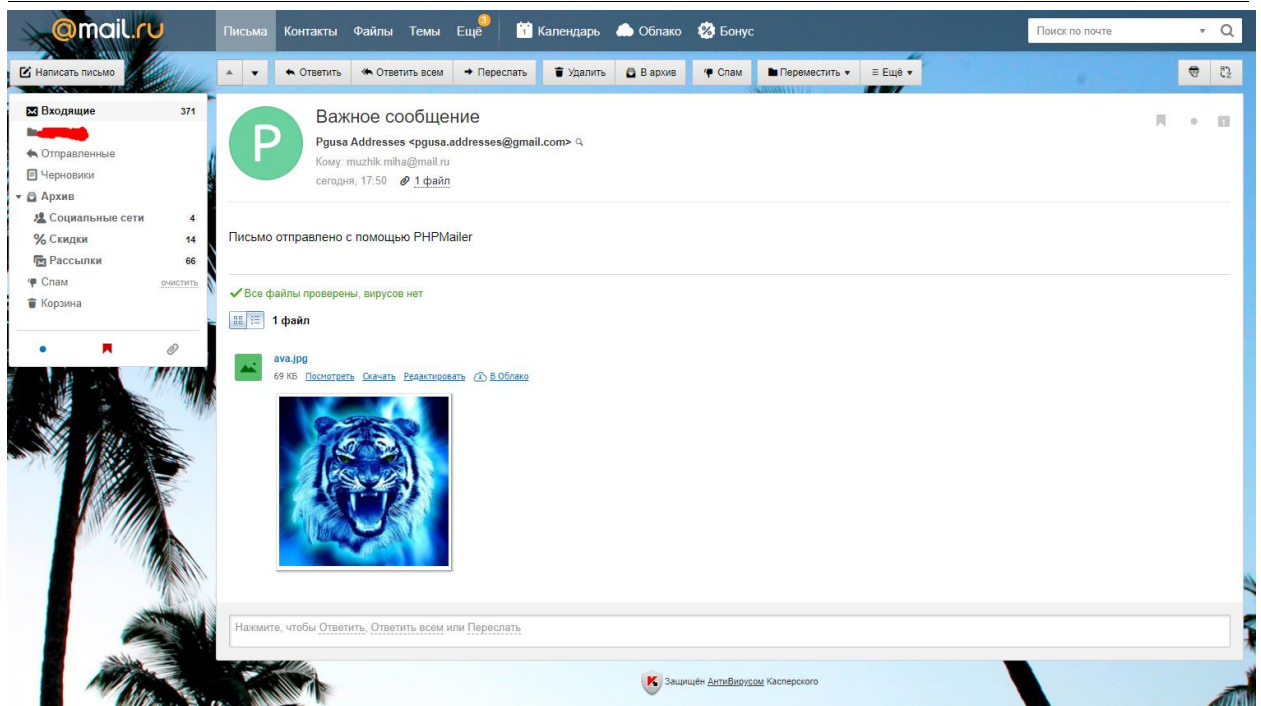 @mail.ru
Письма Контакты Файлы Темы Ещё 3 1 Календарь Облако Бонус Поиск по почте
Написать письмо
Ответить Ответить всем Переслать Удалить В архив Спам Переместить Ещё
Входящие 371
Отправленные
Черновики
Архив
Социальные сети 4
Скидки 14
Рассылки 66
Спам очистить
Корзина
P
Важное сообщение
Pgusa Addresses <pgusa.addresses@gmail.com>
Кому: muzhik.miha@mail.ru
сегодня, 17:50 1 файл
Письмо отправлено с помощью PHPMailer
Все файлы проверены, вирусов нет
1 файл
ava.jpg
69 КБ Посмотреть Скачать Редактировать В Облако
Нажмите, чтобы Ответить, Ответить всем или Переслать
Защищён АнтиВирусом Касперского